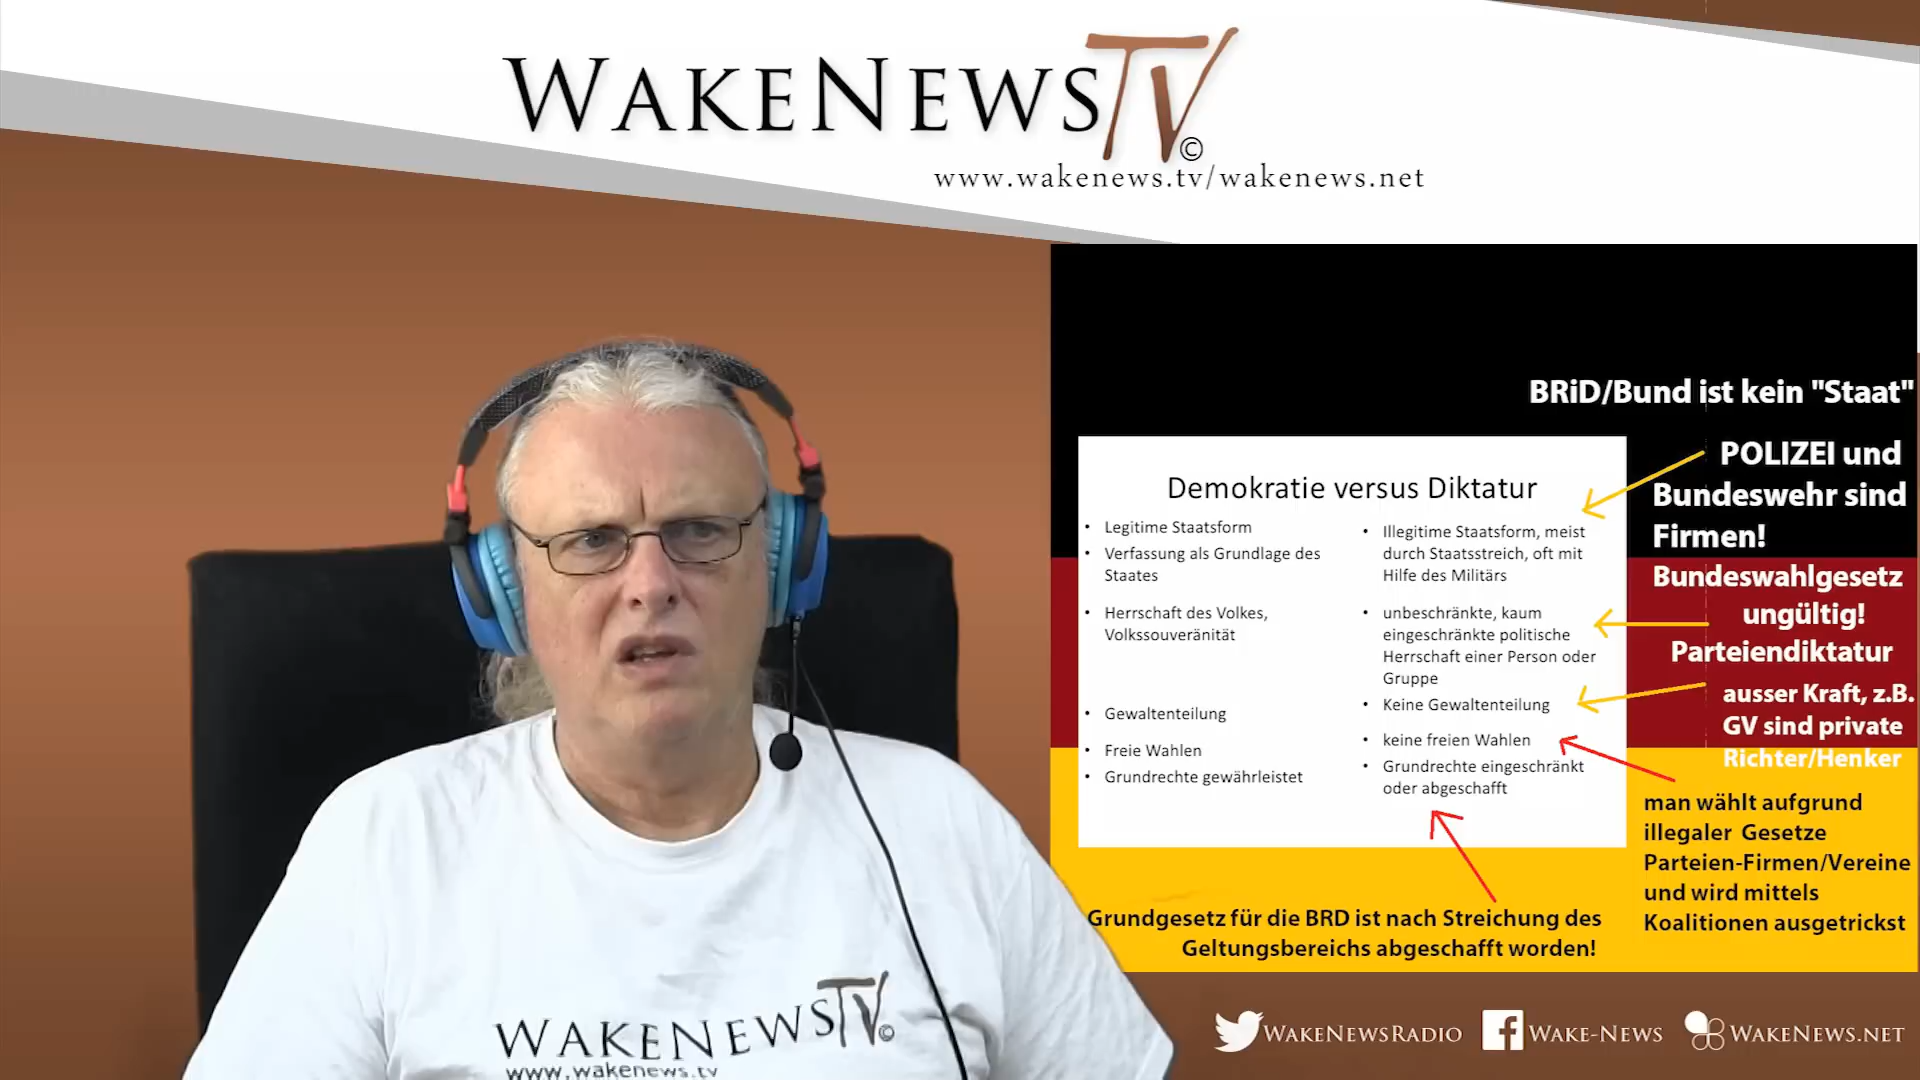 WAKENEWSTV©
www.wakenews.tv/wakenews.net
BRiD/Bund ist kein "Staat"
POLIZEI und
Bundeswehr sind
Firmen!
Bundeswahlgesetz
ungültig!
Parteiendiktatur
ausser Kraft, z.B.
GV sind private
Richter/Henker
man wählt aufgrund
illegaler Gesetze
Parteien-Firmen/Vereine
und wird mittels
Koalitionen ausgetrickst
Demokratie versus Diktatur
• Legitime Staatsform
• Verfassung als Grundlage des
Staates
• Herrschaft des Volkes,
Volkssouveränität
• Gewaltenteilung
• Freie Wahlen
• Grundrechte gewährleistet
• Illegitime Staatsform, meist
durch Staatsstreich, oft mit
Hilfe des Militärs
• unbeschränkte, kaum
eingeschränkte politische
Herrschaft einer Person oder
Gruppe
• Keine Gewaltenteilung
• keine freien Wahlen
• Grundrechte eingeschränkt
oder abgeschafft
Grundgesetz für die BRD ist nach Streichung des
Geltungsbereichs abgeschafft worden!
WAKENEWSTV©
www.wakenews.tv
WAKENEWSRADIO
WAKE-NEWS
WAKENEWS.NET